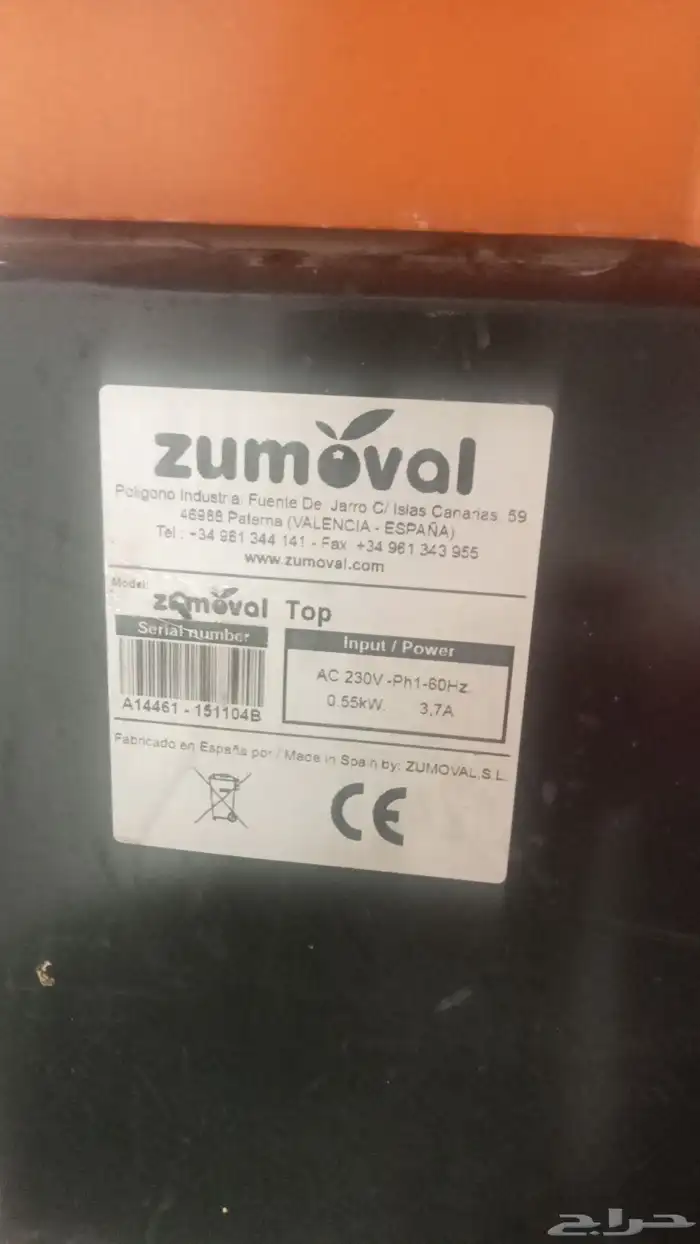 zumoval
Poligono Industrial Fuente De Jarro C/ Islas Canarias 59
46988 Paterna (VALENCIA - ESPAÑA)
Tel.: +34 961 344 141 - Fax +34 961 343 955
www.zumoval.com
Model:
zumoval Top
Serial number
Input / Power
AC 230V -Ph1-60Hz.
0.55kW. 3,7A
A14461 - 151104B
Fabricado en España por / Made in Spain by: ZUMOVAL,S.L.
CE
حراج